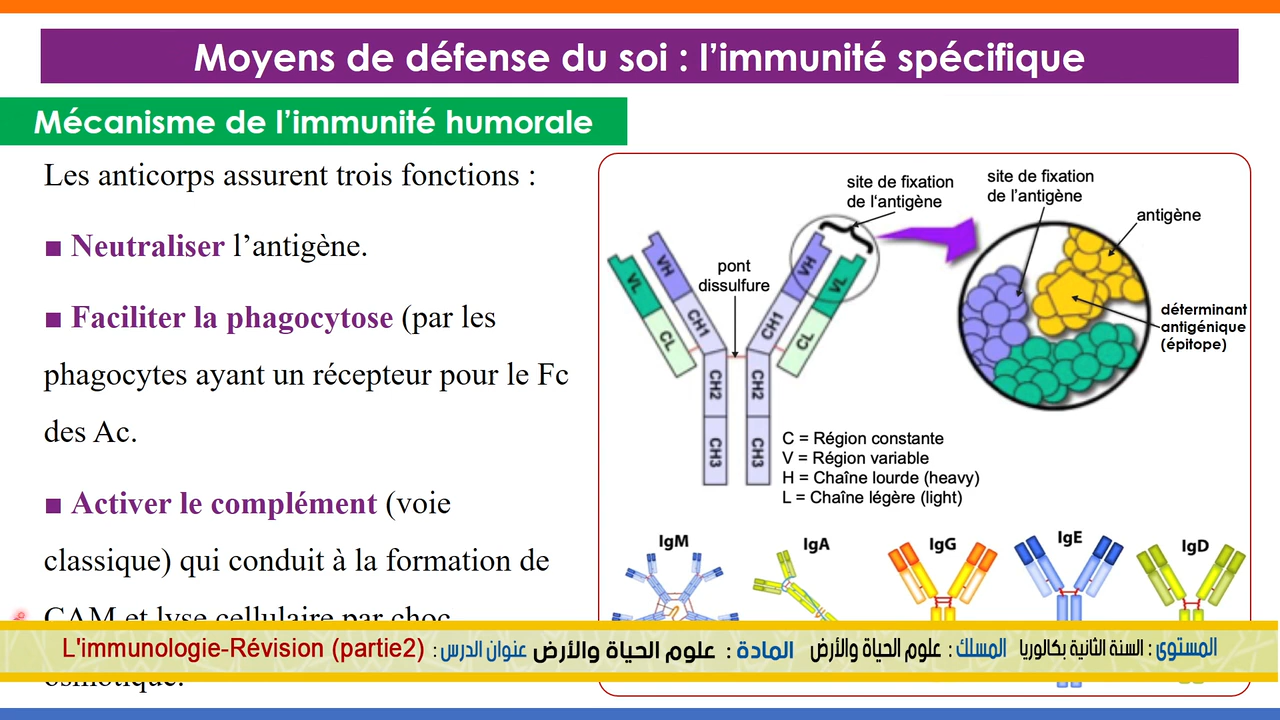 Moyens de défense du soi : l’immunité spécifique
Mécanisme de l’immunité humorale
Les anticorps assurent trois fonctions :
■ Neutraliser l’antigène.
■ Faciliter la phagocytose (par les
phagocytes ayant un récepteur pour le Fc
des Ac.
■ Activer le complément (voie
classique) qui conduit à la formation de
CAM et lyse cellulaire par choc
osmotique.
site de fixation
de l‘antigène
site de fixation
de l’antigène
antigène
pont
dissulfure
déterminant
antigénique
(épitope)
VH
VL
CH1
CL
CH2
CH3
VH
VL
CH1
CL
CH2
CH3
C = Région constante
V = Région variable
H = Chaîne lourde (heavy)
L = Chaîne légère (light)
IgM
IgA
IgG
IgE
IgD
المستوى : السنة الثانية بكالوريا المسلك : علوم الحياة والأرض المادة : علوم الحياة والأرض عنوان الدرس : L'immunologie-Révision (partie2)